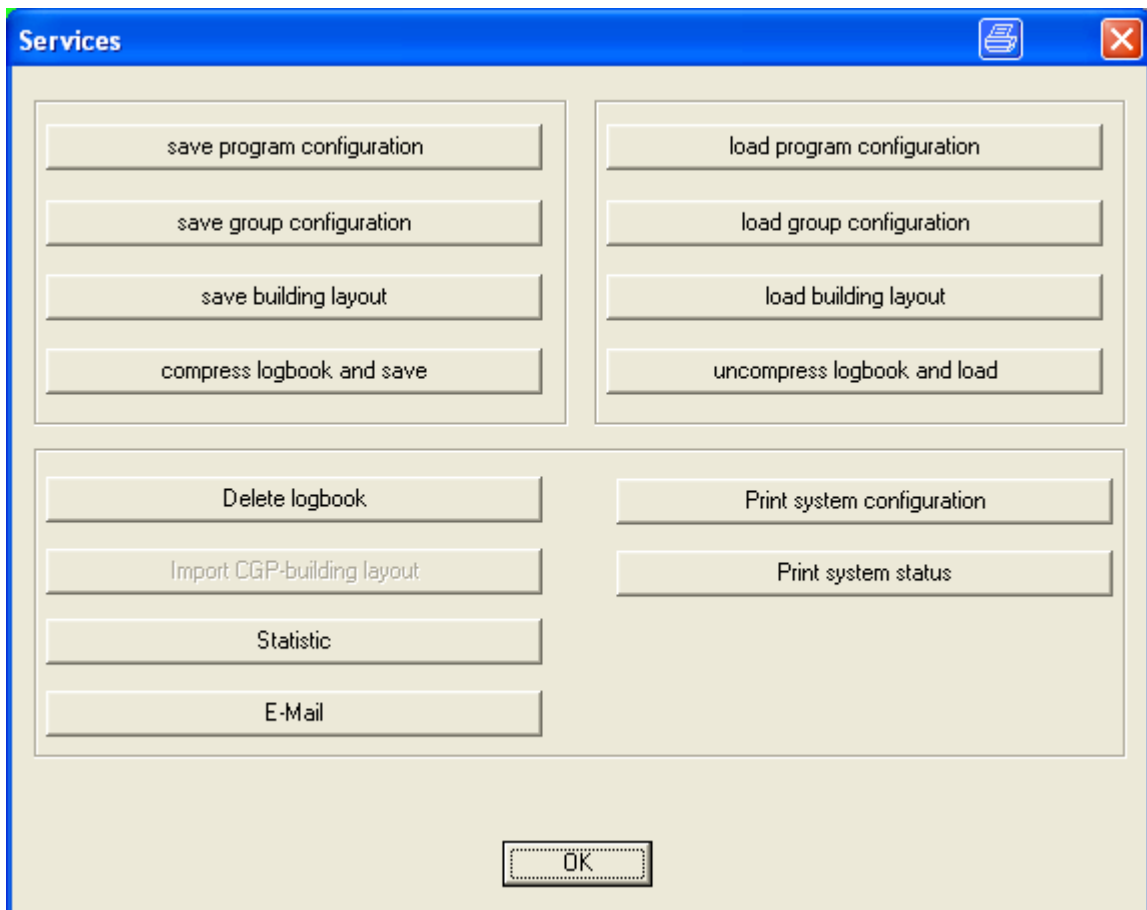 Services
save program configuration
save group configuration
save building layout
compress logbook and save
load program configuration
load group configuration
load building layout
uncompress logbook and load
Delete logbook
Import CGP-building layout
Statistic
E-Mail
Print system configuration
Print system status
OK